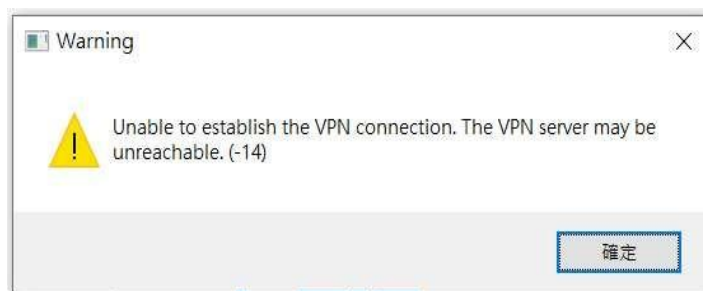 Warning
Unable to establish the VPN connection. The VPN server may be
unreachable. (-14)
確定